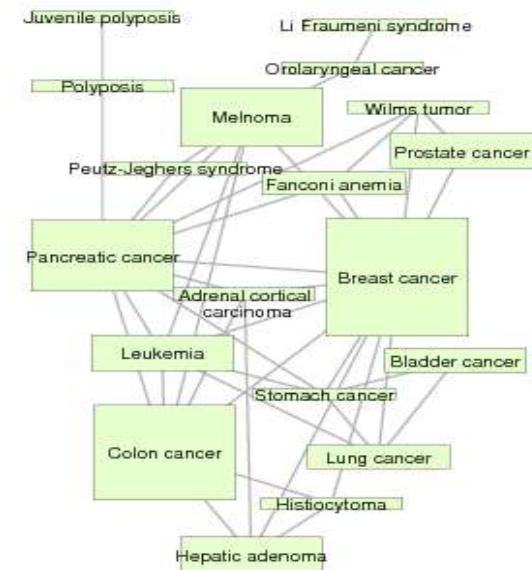 Juvenile polyposis
Li Fraumeni syndrome
Orolaryngeal cancer
Polyposis
Wilms tumor
Melnoma
Prostate cancer
Peutz-Jeghers syndrome
Fanconi anemia
Pancreatic cancer
Breast cancer
Adrenal cortical
carcinoma
Leukemia
Bladder cancer
Stomach cancer
Colon cancer
Lung cancer
Histiocytoma
Hepatic adenoma